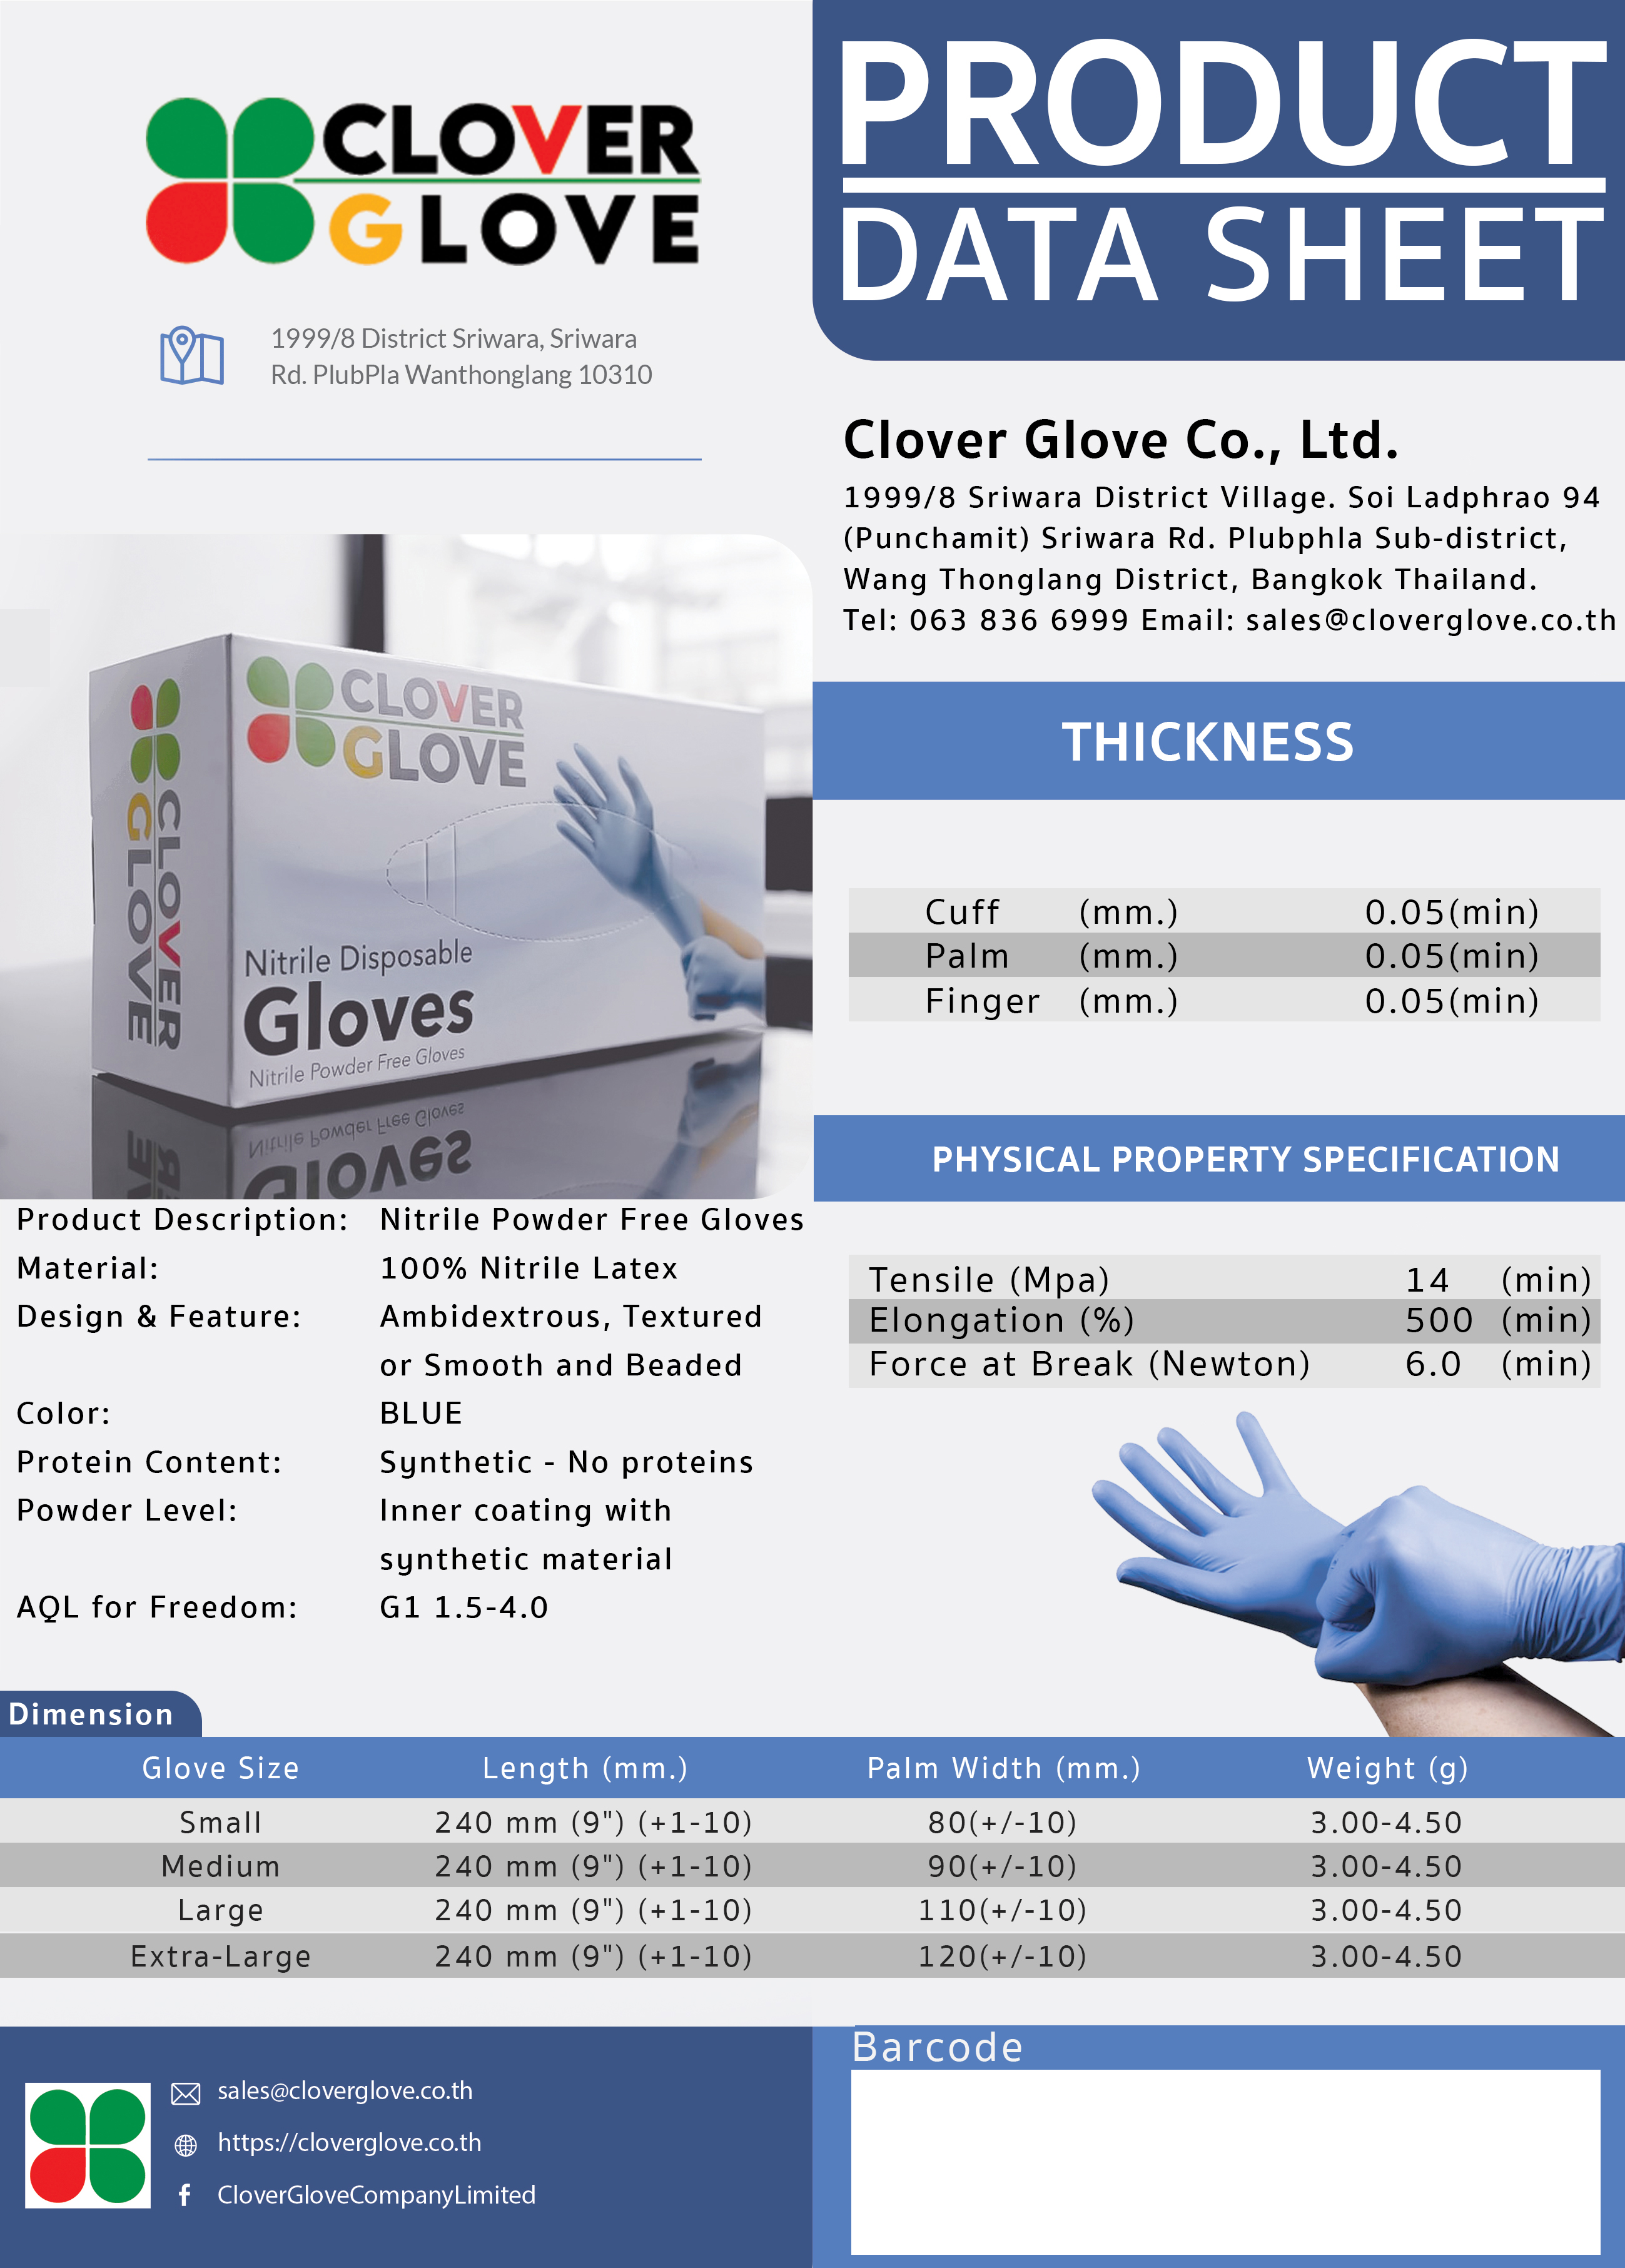 CLOVER
GLOVE
1999/8 District Sriwara, Sriwara
Rd. PlubPla Wanthonglang 10310
PRODUCT
DATA SHEET
Clover Glove Co., Ltd.
1999/8 Sriwara District Village. Soi Ladphrao 94
(Punchamit) Sriwara Rd. Plubphla Sub-district,
Wang Thonglang District, Bangkok Thailand.
Tel: 063 836 6999 Email: sales@cloverglove.co.th
CLOVER
GLOVE
CLOVER
GLOVE
Nitrile Disposable
Gloves
Nitrile Powder Free Gloves
THICKNESS
Cuff (mm.) 0.05(min)
Palm (mm.) 0.05(min)
Finger (mm.) 0.05(min)
PHYSICAL PROPERTY SPECIFICATION
Tensile (Mpa) 14 (min)
Elongation (%) 500 (min)
Force at Break (Newton) 6.0 (min)
Product Description: Nitrile Powder Free Gloves
Material: 100% Nitrile Latex
Design & Feature: Ambidextrous, Textured
or Smooth and Beaded
Color: BLUE
Protein Content: Synthetic - No proteins
Powder Level: Inner coating with
synthetic material
AQL for Freedom: G1 1.5-4.0
Dimension
Glove Size Length (mm.) Palm Width (mm.) Weight (g)
Small 240 mm (9") (+1-10) 80(+/-10) 3.00-4.50
Medium 240 mm (9") (+1-10) 90(+/-10) 3.00-4.50
Large 240 mm (9") (+1-10) 110(+/-10) 3.00-4.50
Extra-Large 240 mm (9") (+1-10) 120(+/-10) 3.00-4.50
sales@cloverglove.co.th
https://cloverglove.co.th
CloverGloveCompanyLimited
Barcode